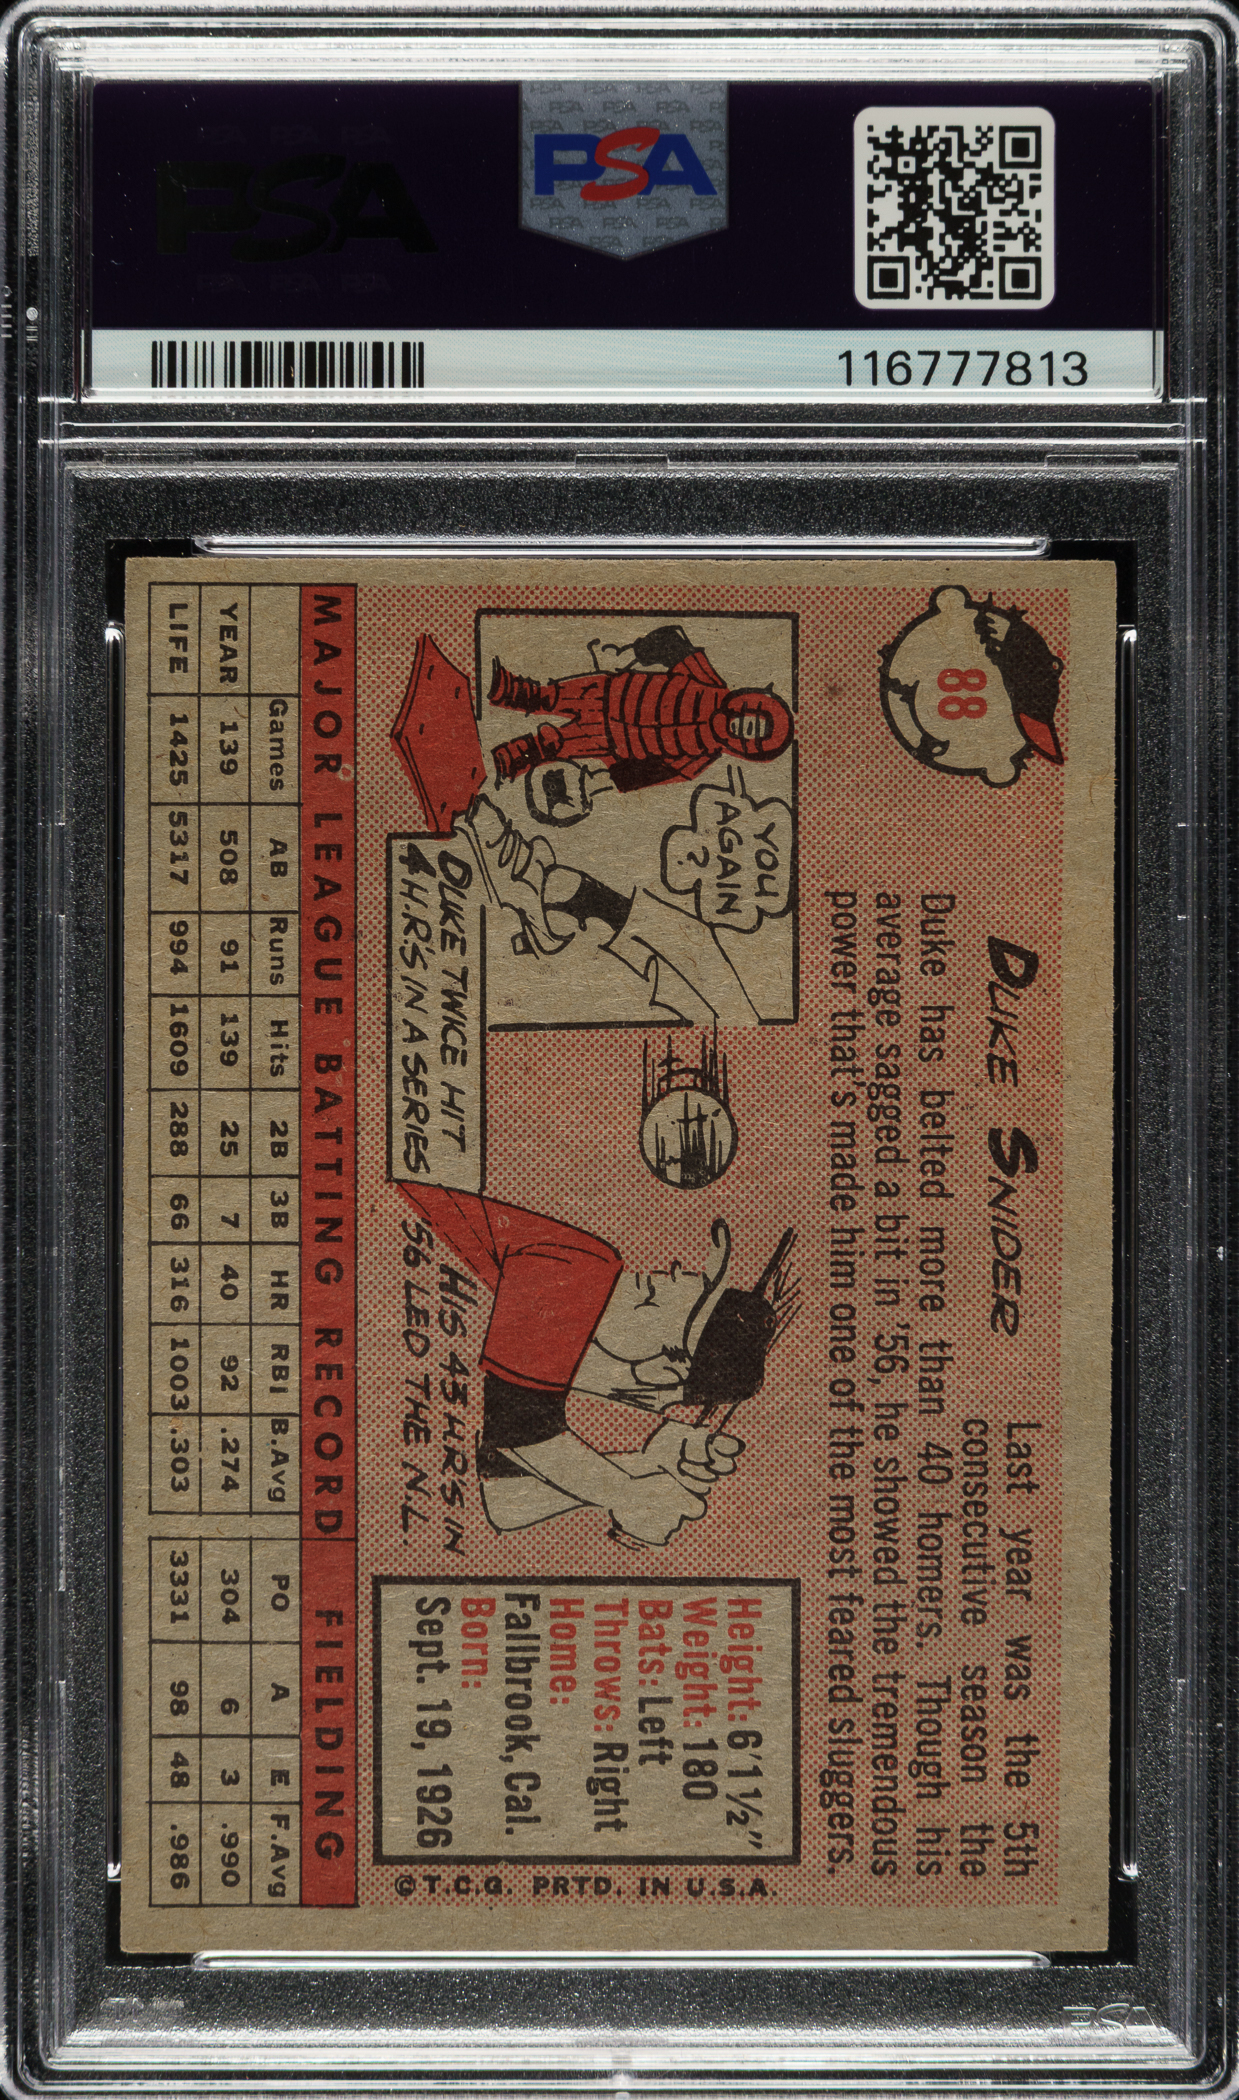 PSA
PSA
116777813
88
DUKE SNIDER
Last year was the 5th
consecutive season the
Duke has belted more than 40 homers. Though his
average sagged a bit in '56, he showed the tremendous
power that's made him one of the most feared sluggers.
YOU
AGAIN
?
DUKE TWICE HIT
4 H.R.'S IN A SERIES
HIS 43 HRS IN
'56 LED THE N.L.
Height: 6'1½"
Weight: 180
Bats: Left
Throws: Right
Home:
Fallbrook, Cal.
Born:
Sept. 19, 1926
© T.C.G. PRTD. IN U.S.A.
MAJOR LEAGUE BATTING RECORD FIELDING
Games AB Runs Hits 2B 3B HR RBI B.Avg PO A E F.Avg
YEAR 139 508 91 139 25 7 40 92 .274 304 6 3 .990
LIFE 1425 5317 994 1609 288 66 316 1003 .303 3331 98 48 .986
PSA